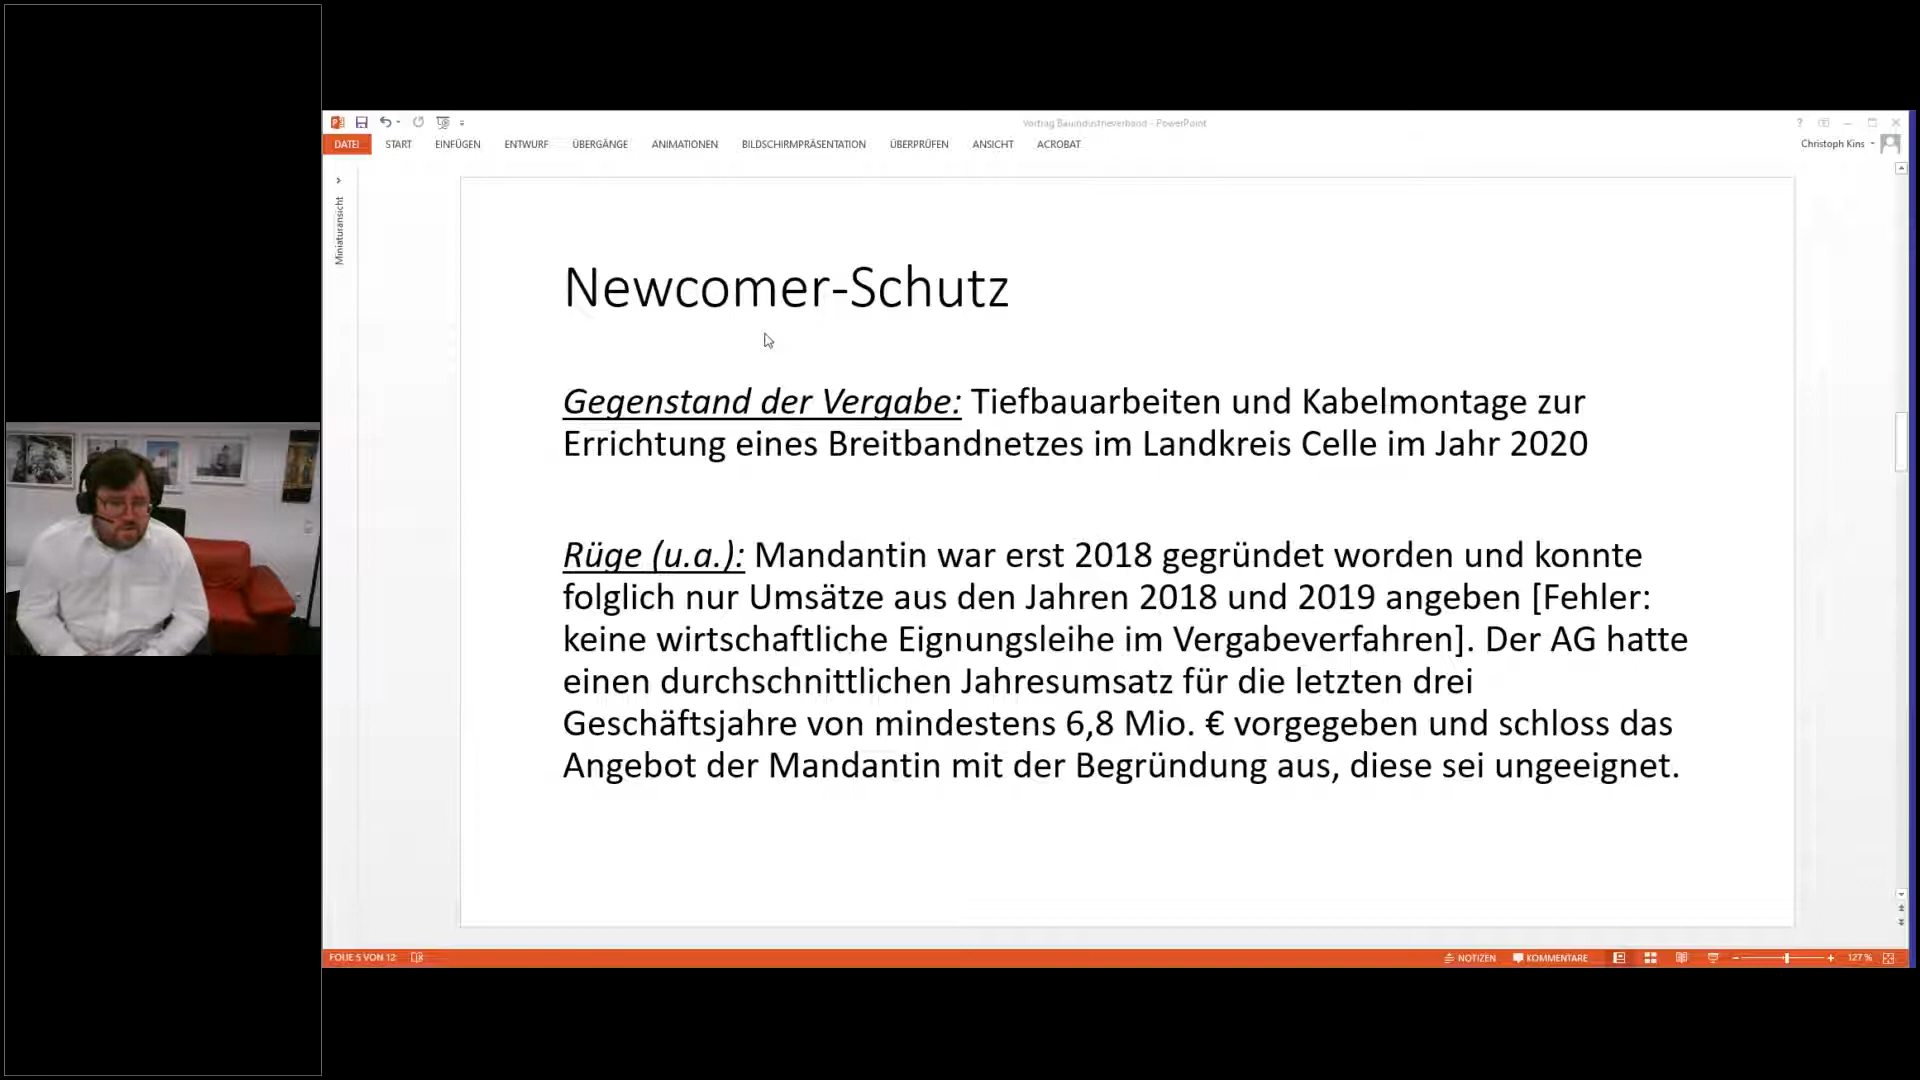 Vortrag Bauindustrieverband - PowerPoint
DATEI START EINFÜGEN ENTWURF ÜBERGÄNGE ANIMATIONEN BILDSCHIRMPRÄSENTATION ÜBERPRÜFEN ANSICHT ACROBAT
Christoph Kins
Miniaturansicht
Newcomer-Schutz
Gegenstand der Vergabe: Tiefbauarbeiten und Kabelmontage zur
Errichtung eines Breitbandnetzes im Landkreis Celle im Jahr 2020
Rüge (u.a.): Mandantin war erst 2018 gegründet worden und konnte
folglich nur Umsätze aus den Jahren 2018 und 2019 angeben [Fehler:
keine wirtschaftliche Eignungsleihe im Vergabeverfahren]. Der AG hatte
einen durchschnittlichen Jahresumsatz für die letzten drei
Geschäftsjahre von mindestens 6,8 Mio. € vorgegeben und schloss das
Angebot der Mandantin mit der Begründung aus, diese sei ungeeignet.
FOLIE 5 VON 12
NOTIZEN KOMMENTARE 127 %